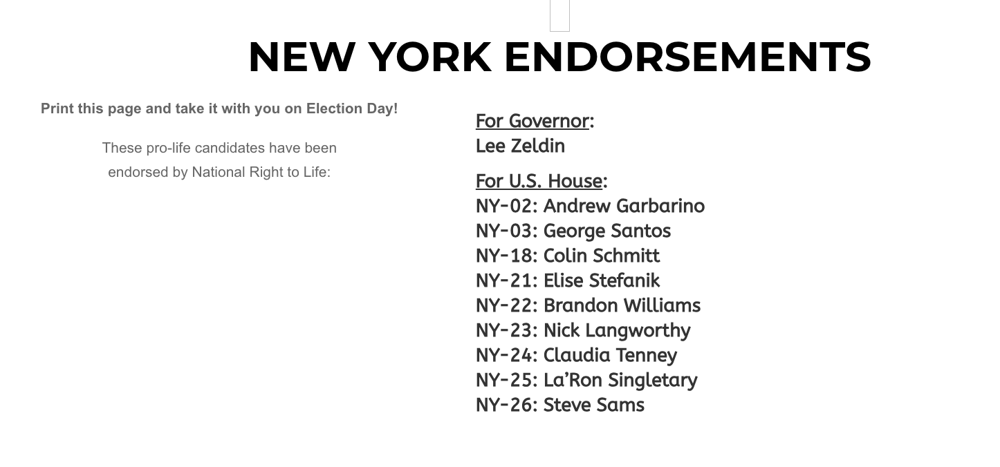 NEW YORK ENDORSEMENTS
Print this page and take it with you on Election Day!
These pro-life candidates have been
endorsed by National Right to Life:
For Governor:
Lee Zeldin
For U.S. House:
NY-02: Andrew Garbarino
NY-03: George Santos
NY-18: Colin Schmitt
NY-21: Elise Stefanik
NY-22: Brandon Williams
NY-23: Nick Langworthy
NY-24: Claudia Tenney
NY-25: La’Ron Singletary
NY-26: Steve Sams